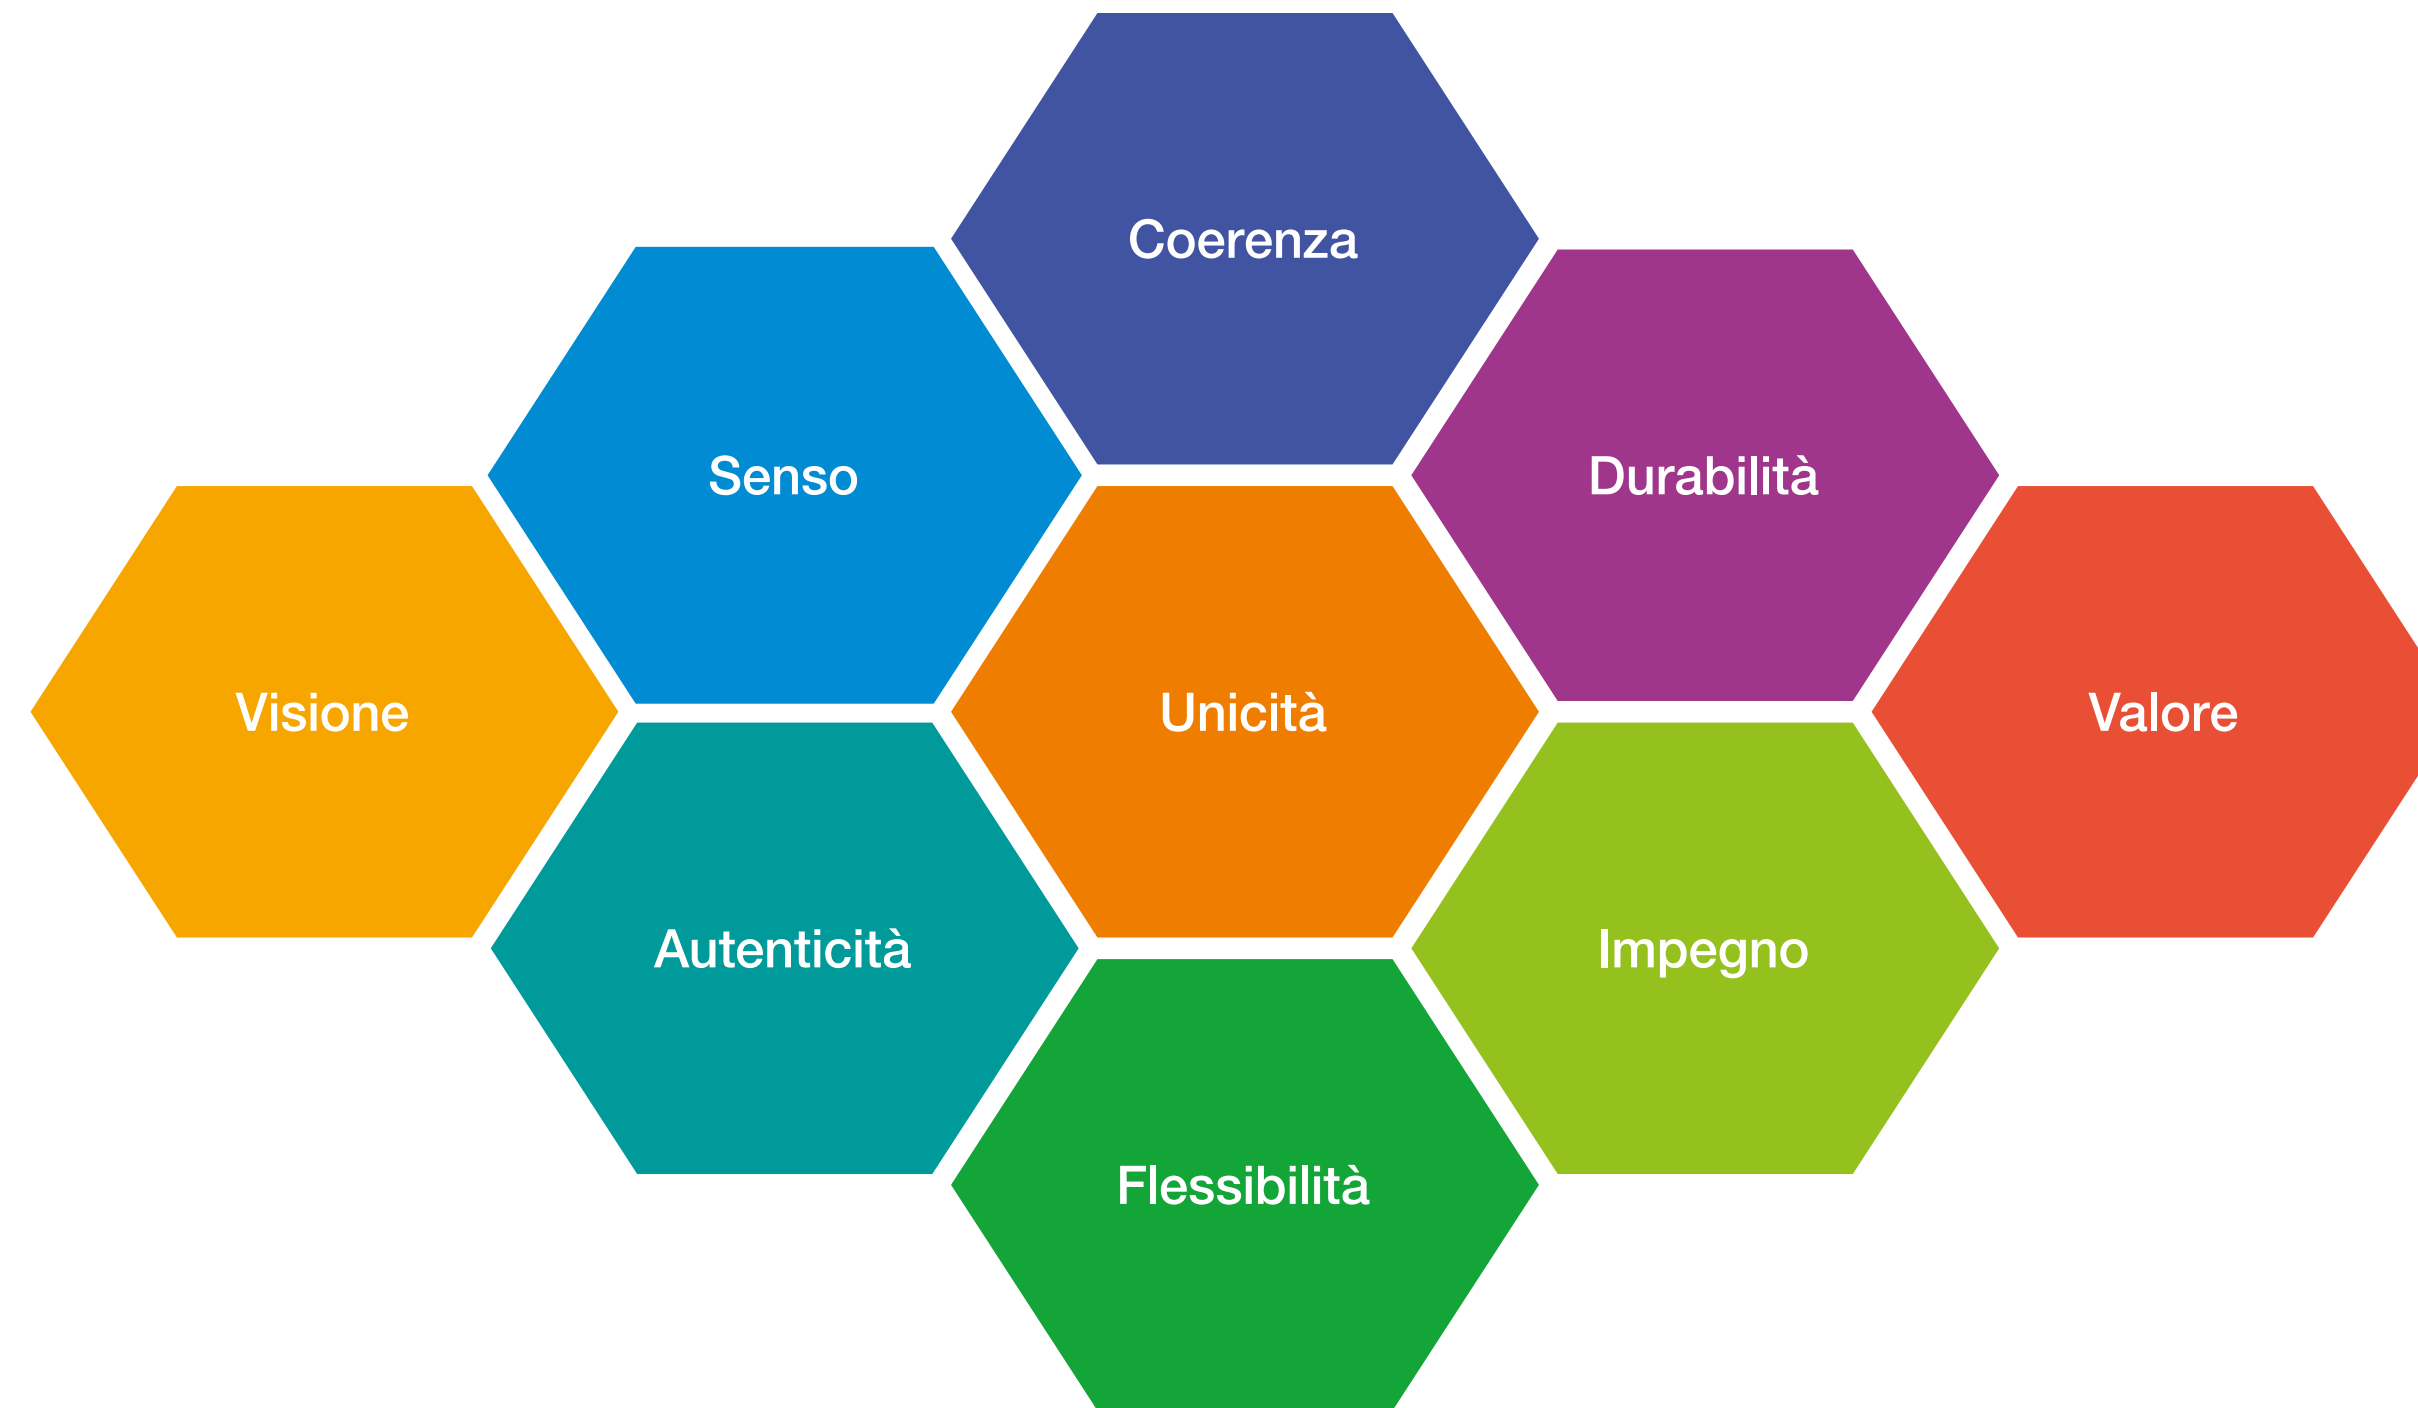 Coerenza
Senso
Durabilità
Visione
Unicità
Valore
Autenticità
Impegno
Flessibilità